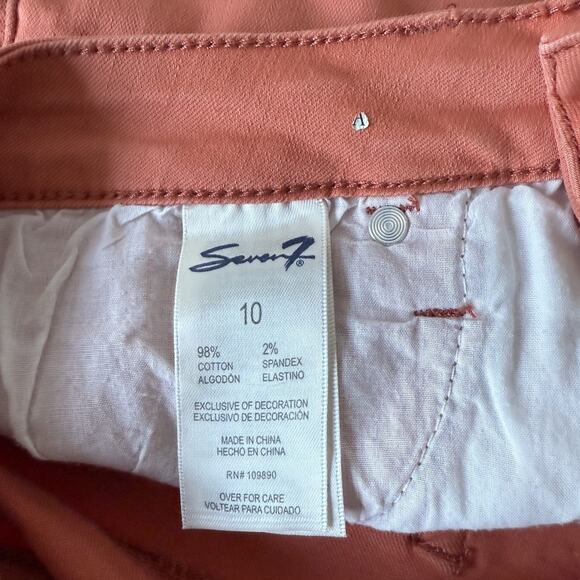 A
Seven7®
10
98% 2%
COTTON SPANDEX
ALGODÓN ELASTINO
EXCLUSIVE OF DECORATION
EXCLUSIVO DE DECORACIÓN
MADE IN CHINA
HECHO EN CHINA
RN# 109890
OVER FOR CARE
VOLTEAR PARA CUIDADO